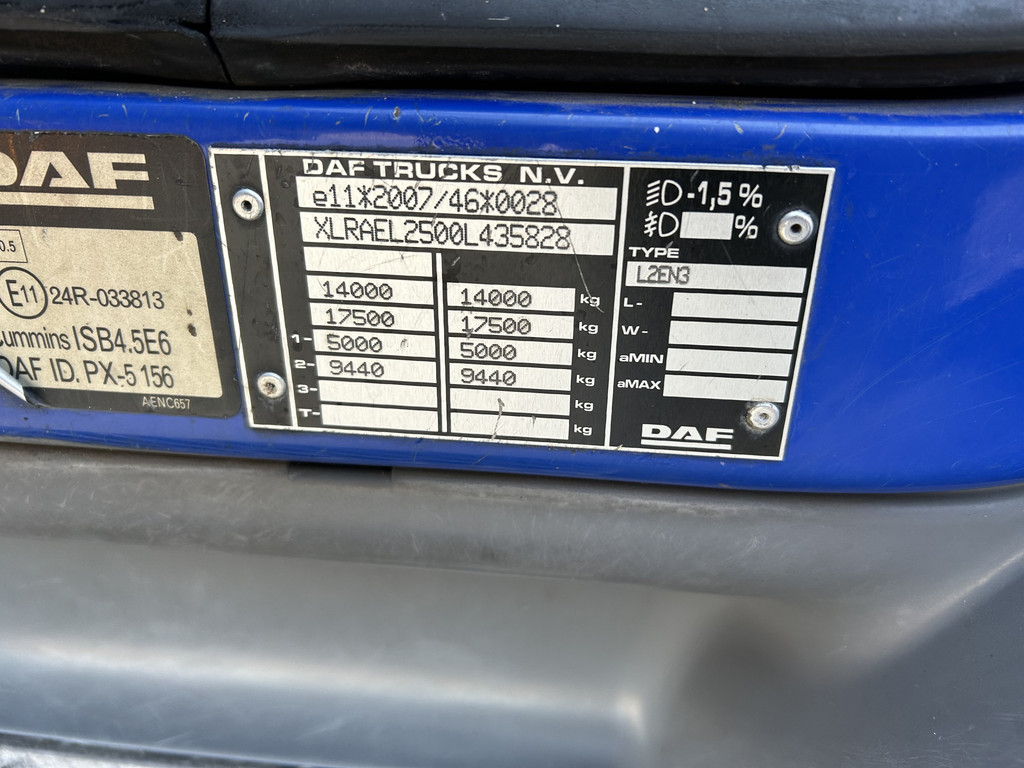 DAF
0.5
E11 24R-033813
Cummins ISB4.5E6
DAF ID. PX-5 156
A/ENC657
DAF TRUCKS N.V.
e11*2007/46*0028
XLRAEL2500L435828
14000 14000 kg
17500 17500 kg
1- 5000 5000 kg
2- 9440 9440 kg
3- kg
T- kg
-1,5 %
%
TYPE
L2EN3
L-
W-
aMIN
aMAX
DAF